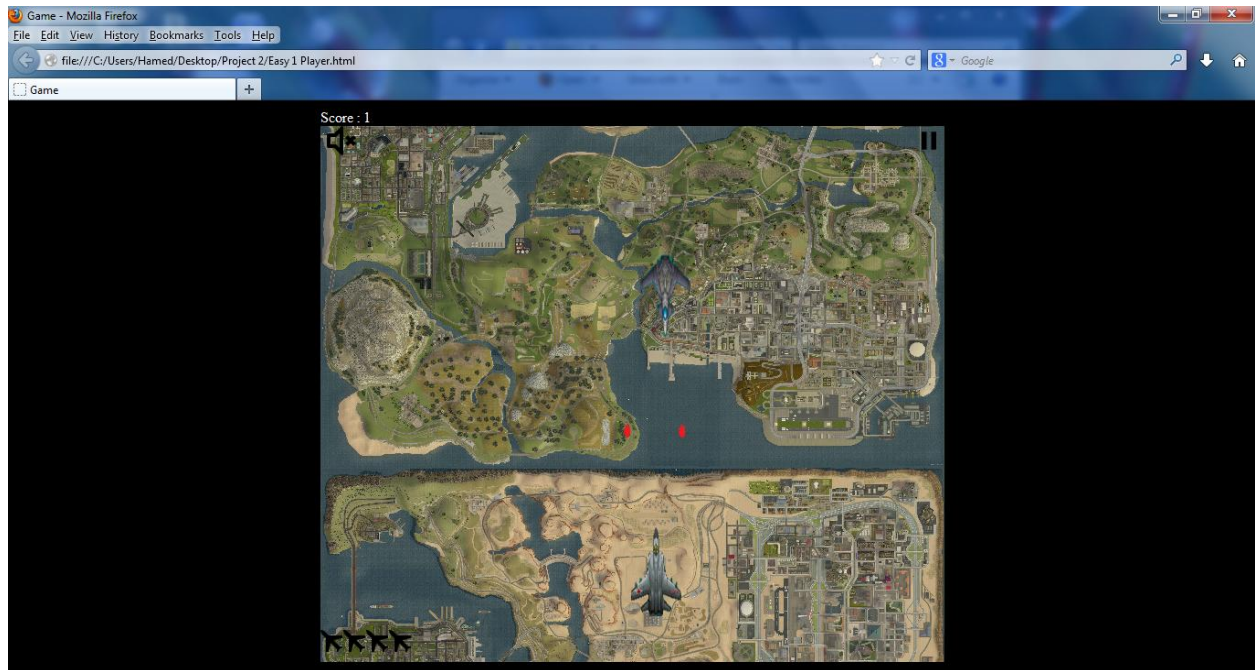 Game - Mozilla Firefox
File Edit View History Bookmarks Tools Help
file:///C:/Users/Hamed/Desktop/Project 2/Easy 1 Player.html
Google
Game
Score : 1